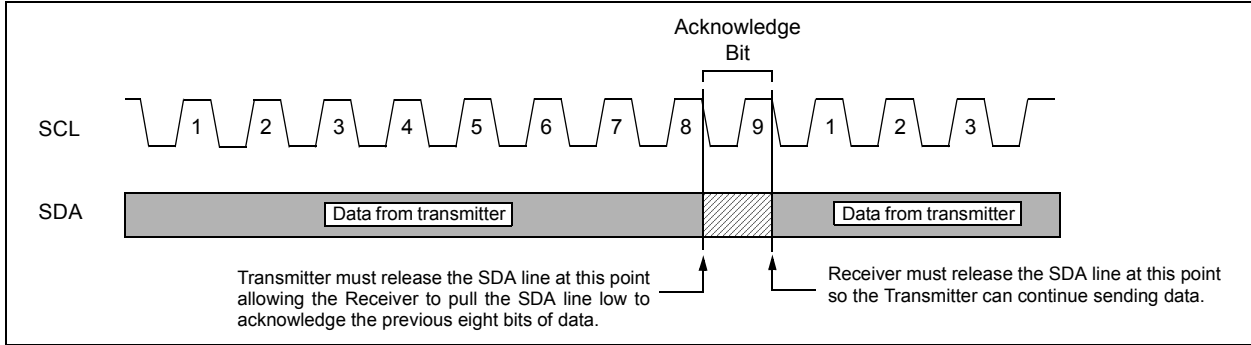 Acknowledge
Bit
SCL
1 2 3 4 5 6 7 8 9 1 2 3
SDA
Data from transmitter
Data from transmitter
Transmitter must release the SDA line at this point
allowing the Receiver to pull the SDA line low to
acknowledge the previous eight bits of data.
Receiver must release the SDA line at this point
so the Transmitter can continue sending data.